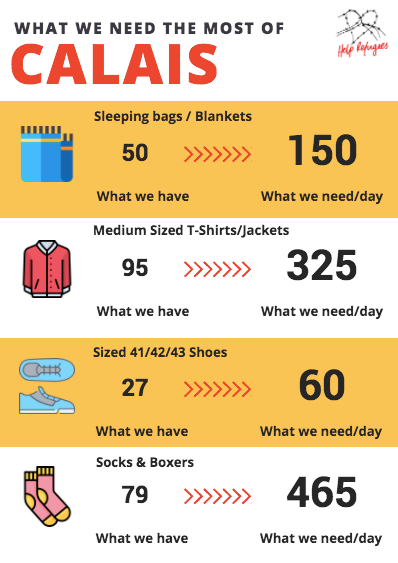 WHAT WE NEED THE MOST OF
CALAIS
Help Refugees
Sleeping bags / Blankets
50
150
What we have
What we need/day
Medium Sized T-Shirts/Jackets
95
325
What we have
What we need/day
Sized 41/42/43 Shoes
27
60
What we have
What we need/day
Socks & Boxers
79
465
What we have
What we need/day